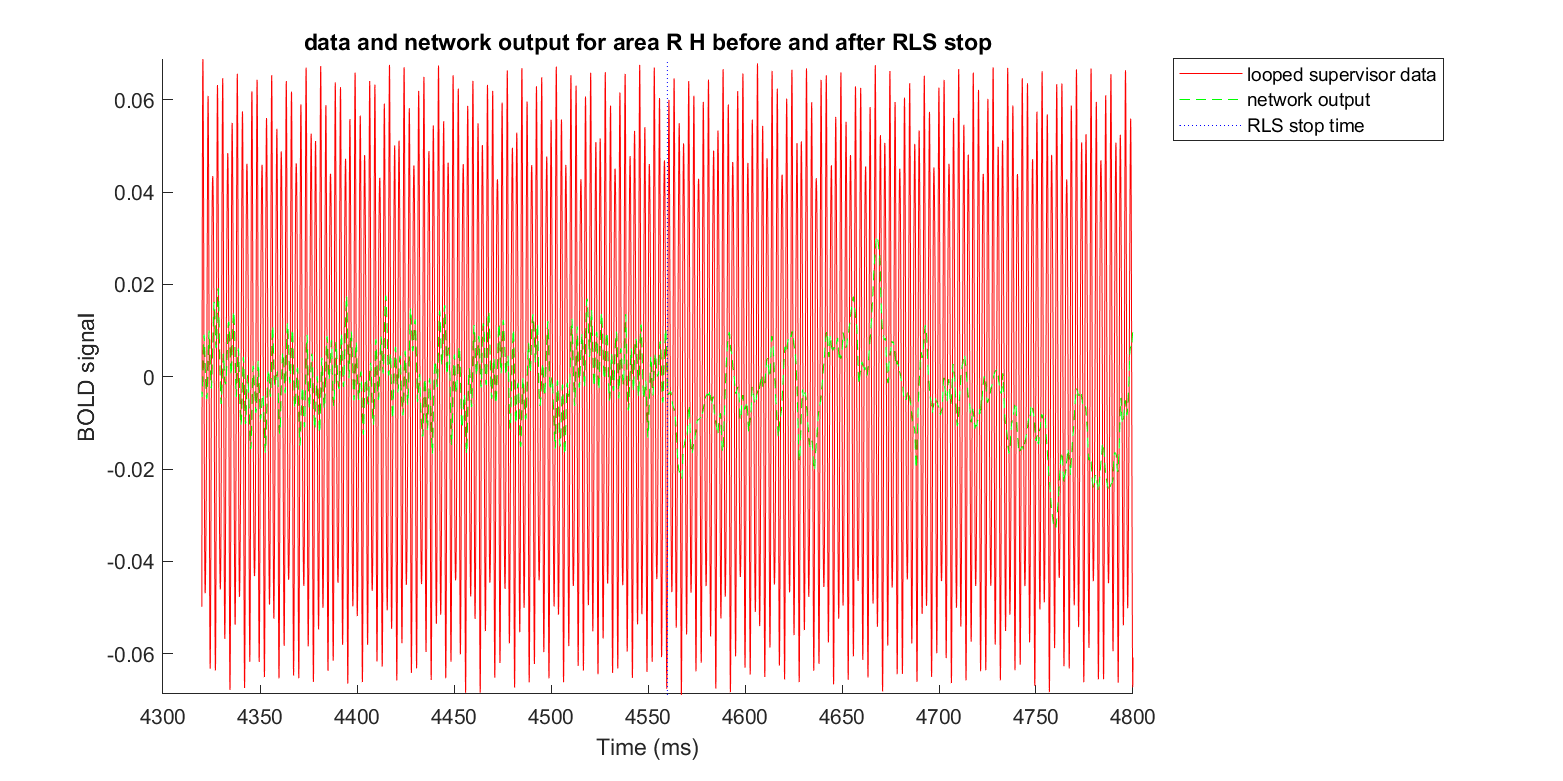 data and network output for area R H before and after RLS stop
looped supervisor data
network output
RLS stop time
BOLD signal
0.06
0.04
0.02
0
-0.02
-0.04
-0.06
4300 4350 4400 4450 4500 4550 4600 4650 4700 4750 4800
Time (ms)